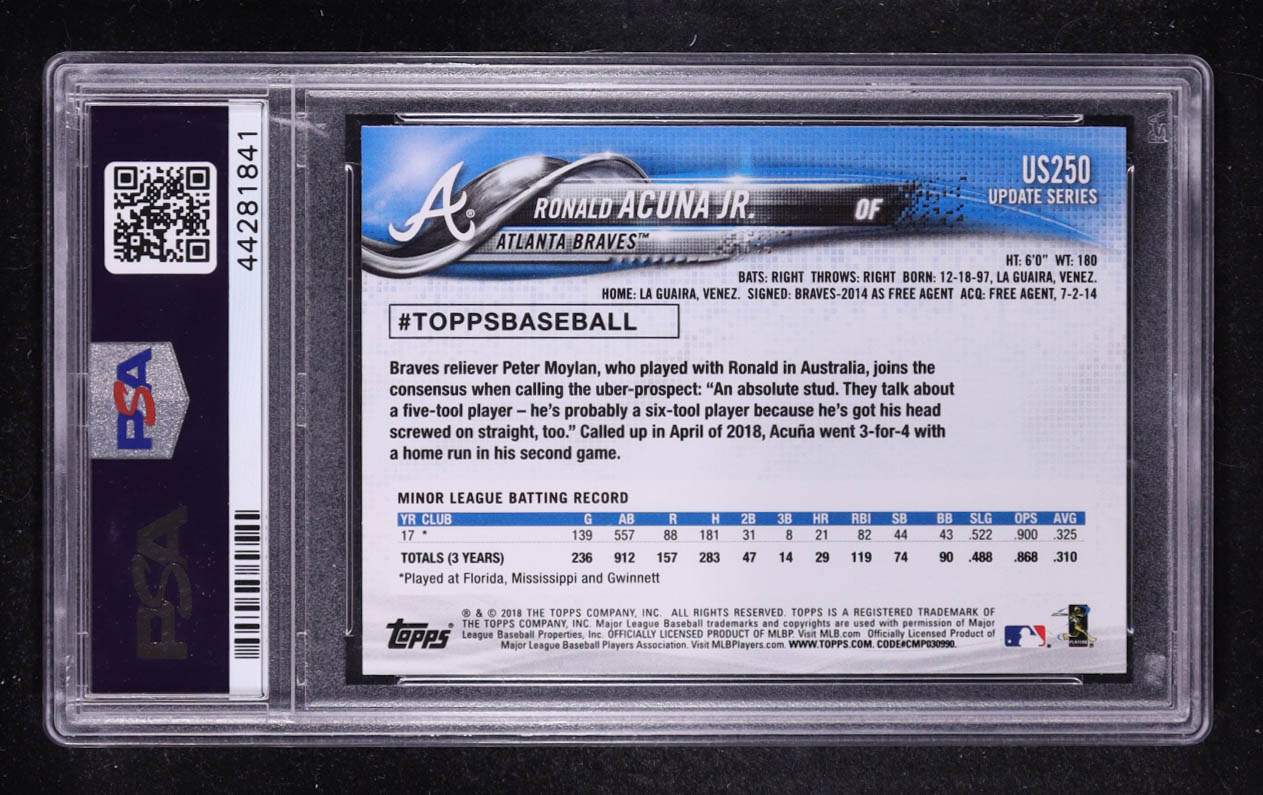 44281841
PSA
PSA
PSA
US250
UPDATE SERIES
A®
RONALD ACUNA JR. OF
ATLANTA BRAVES™
HT: 6'0" WT: 180
BATS: RIGHT THROWS: RIGHT BORN: 12-18-97, LA GUAIRA, VENEZ.
HOME: LA GUAIRA, VENEZ. SIGNED: BRAVES-2014 AS FREE AGENT ACQ: FREE AGENT, 7-2-14
#TOPPSBASEBALL
Braves reliever Peter Moylan, who played with Ronald in Australia, joins the
consensus when calling the uber-prospect: “An absolute stud. They talk about
a five-tool player – he’s probably a six-tool player because he’s got his head
screwed on straight, too.” Called up in April of 2018, Acuña went 3-for-4 with
a home run in his second game.
MINOR LEAGUE BATTING RECORD
YR CLUB G AB R H 2B 3B HR RBI SB BB SLG OPS AVG
17 * 139 557 88 181 31 8 21 82 44 43 .522 .900 .325
TOTALS (3 YEARS) 236 912 157 283 47 14 29 119 74 90 .488 .868 .310
*Played at Florida, Mississippi and Gwinnett
® & © 2018 THE TOPPS COMPANY, INC. ALL RIGHTS RESERVED. TOPPS IS A REGISTERED TRADEMARK OF
THE TOPPS COMPANY, INC. Major League Baseball trademarks and copyrights are used with permission of Major
League Baseball Properties, Inc. OFFICIALLY LICENSED PRODUCT OF MLBP. Visit MLB.com Officially Licensed Product of
Major League Baseball Players Association. Visit MLBPlayers.com. WWW.TOPPS.COM. CODE#CMP030990.
topps®